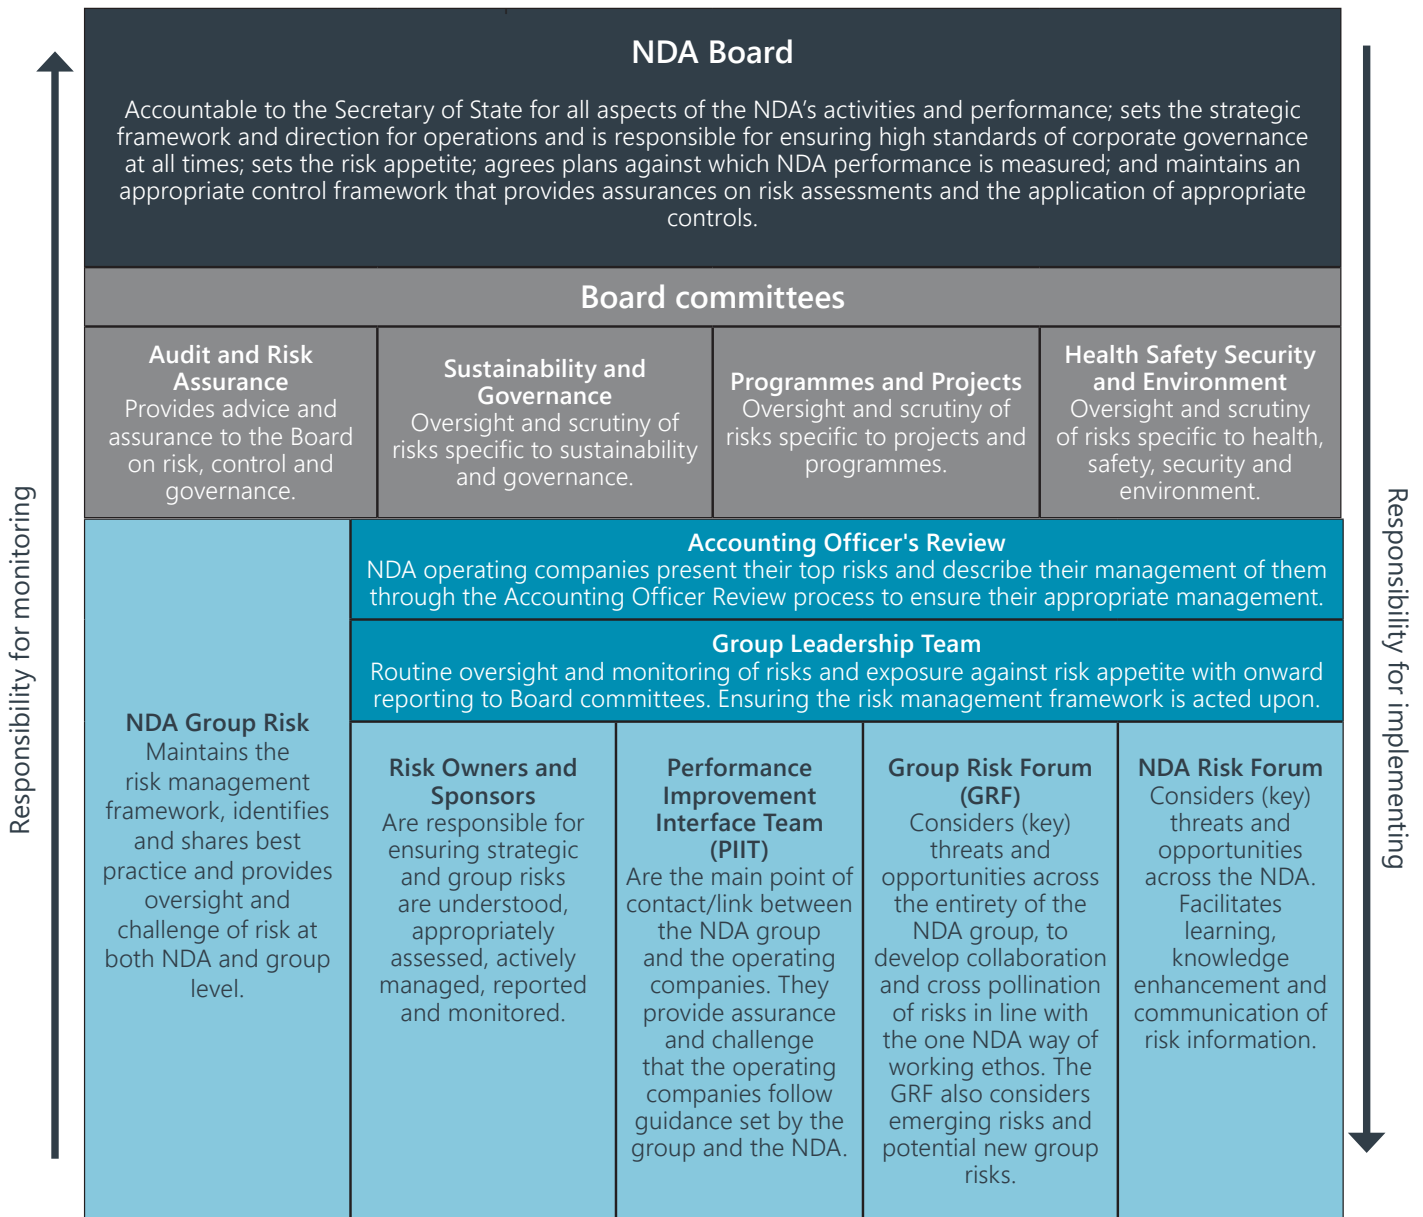 NDA Board
Accountable to the Secretary of State for all aspects of the NDA’s activities and performance; sets the strategic
framework and direction for operations and is responsible for ensuring high standards of corporate governance
at all times; sets the risk appetite; agrees plans against which NDA performance is measured; and maintains an
appropriate control framework that provides assurances on risk assessments and the application of appropriate
controls.
Board committees
Audit and Risk
Assurance
Provides advice and
assurance to the Board
on risk, control and
governance.
Sustainability and
Governance
Oversight and scrutiny of
risks specific to sustainability
and governance.
Programmes and Projects
Oversight and scrutiny of
risks specific to projects and
programmes.
Health Safety Security
and Environment
Oversight and scrutiny
of risks specific to health,
safety, security and
environment.
Responsibility for monitoring
Responsibility for implementing
Accounting Officer's Review
NDA operating companies present their top risks and describe their management of them
through the Accounting Officer Review process to ensure their appropriate management.
Group Leadership Team
Routine oversight and monitoring of risks and exposure against risk appetite with onward
reporting to Board committees. Ensuring the risk management framework is acted upon.
NDA Group Risk
Maintains the
risk management
framework, identifies
and shares best
practice and provides
oversight and
challenge of risk at
both NDA and group
level.
Risk Owners and
Sponsors
Are responsible for
ensuring strategic
and group risks
are understood,
appropriately
assessed, actively
managed, reported
and monitored.
Performance
Improvement
Interface Team
(PIIT)
Are the main point of
contact/link between
the NDA group
and the operating
companies. They
provide assurance
and challenge
that the operating
companies follow
guidance set by the
group and the NDA.
Group Risk Forum
(GRF)
Considers (key)
threats and
opportunities across
the entirety of the
NDA group, to
develop collaboration
and cross pollination
of risks in line with
the one NDA way of
working ethos. The
GRF also considers
emerging risks and
potential new group
risks.
NDA Risk Forum
Considers (key)
threats and
opportunities
across the NDA.
Facilitates
learning,
knowledge
enhancement and
communication of
risk information.